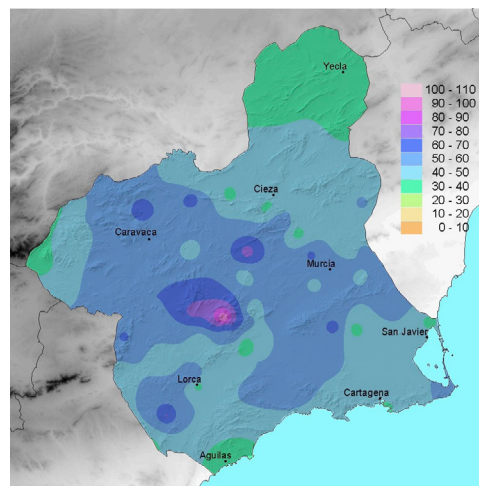 Yecla
100 - 110
90 - 100
80 - 90
70 - 80
60 - 70
50 - 60
40 - 50
30 - 40
20 - 30
10 - 20
0 - 10
Cieza
Caravaca
Murcia
San Javier
Lorca
Cartagena
Aguilas